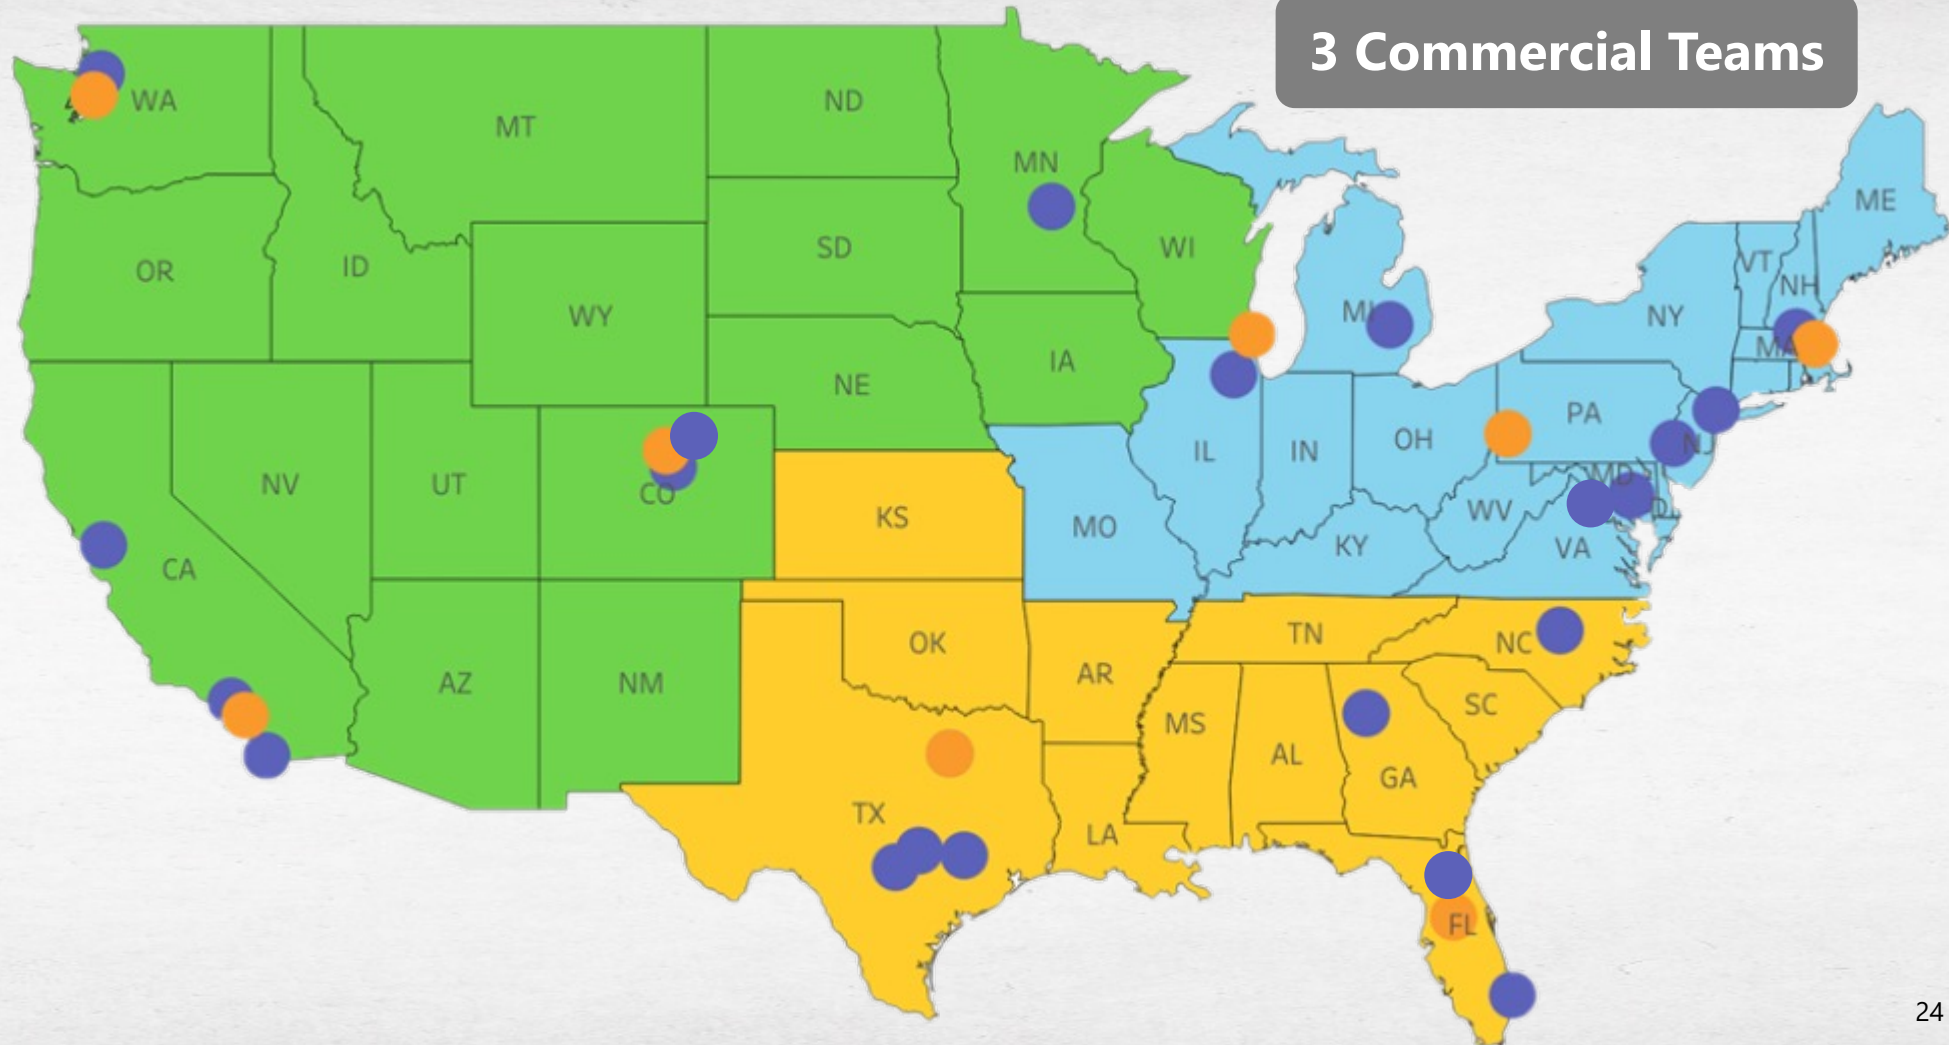 3 Commercial Teams
WA
MT
ND
MN
OR
ID
SD
WI
WY
MI
ME
VT
NH
NY
MA
NE
IA
NV
UT
CO
CA
IL
IN
OH
PA
NJ
MD
KS
MO
KY
WV
VA
AZ
NM
OK
AR
TN
NC
SC
MS
AL
GA
TX
LA
FL
24